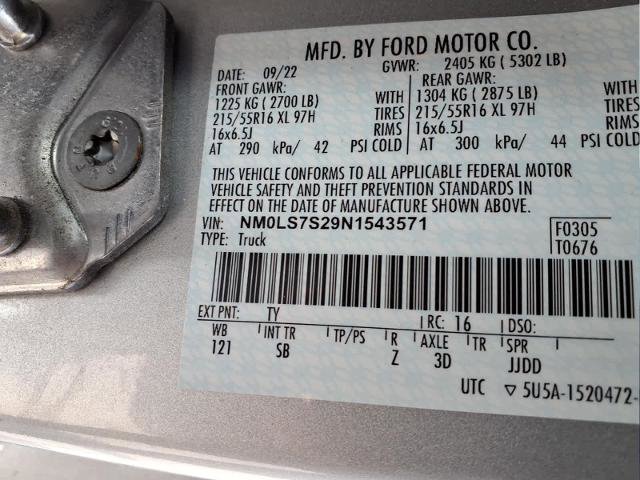 MFD. BY FORD MOTOR CO.
DATE: 09/22 GVWR: 2405 KG ( 5302 LB)
FRONT GAWR: REAR GAWR:
1225 KG ( 2700 LB) WITH 1304 KG ( 2875 LB) WITH
215/55R16 XL 97H TIRES 215/55R16 XL 97H TIRES
16x6.5J RIMS 16x6.5J RIMS
AT 290 kPa/ 42 PSI COLD AT 300 kPa/ 44 PSI COLD
THIS VEHICLE CONFORMS TO ALL APPLICABLE FEDERAL MOTOR
VEHICLE SAFETY AND THEFT PREVENTION STANDARDS IN
EFFECT ON THE DATE OF MANUFACTURE SHOWN ABOVE.
VIN: NM0LS7S29N1543571 F0305
TYPE: Truck T0676
EXT PNT: TY RC: 16 DSO:
WB INT TR TP/PS R AXLE TR SPR
121 SB Z 3D JJDD
UTC ▽ 5U5A-1520472-